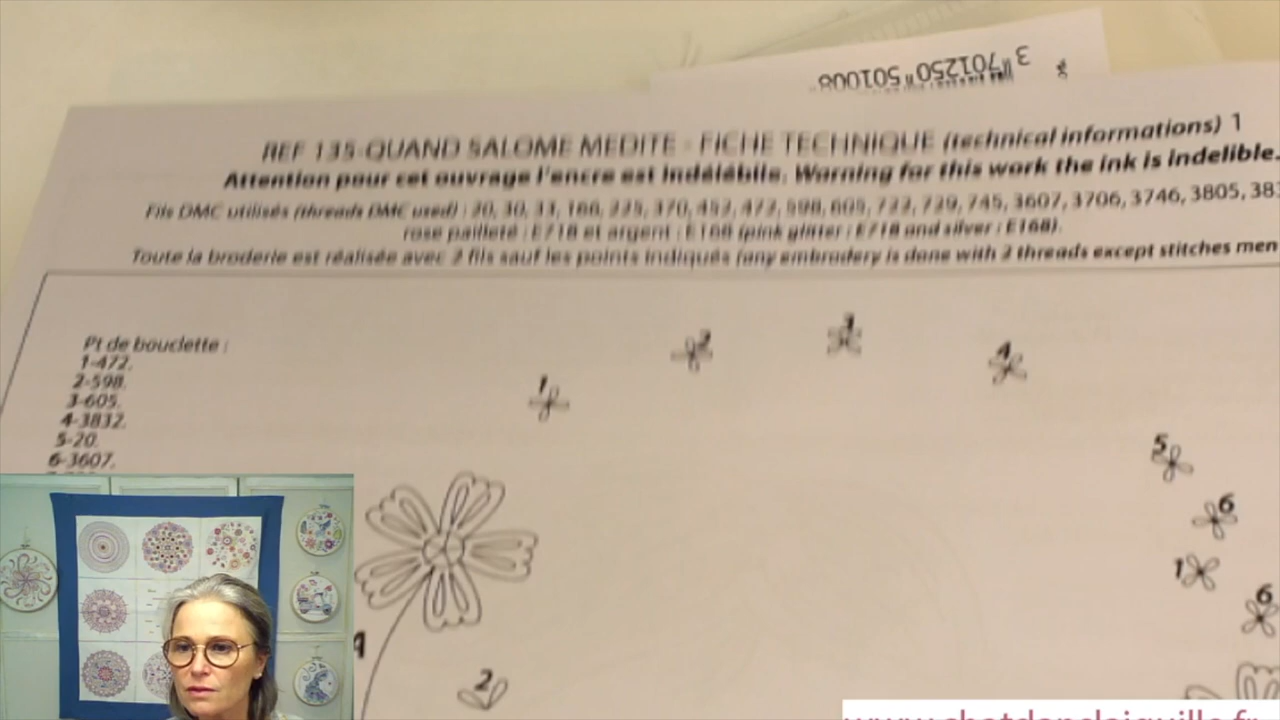 3 701250 501008
REF 135-QUAND SALOME MEDITE - FICHE TECHNIQUE (technical informations) 1
Attention pour cet ouvrage l'encre est indélébile. Warning for this work the ink is indelible.
Fils DMC utilisés (threads DMC used) : 20, 30, 33, 166, 225, 370, 452, 472, 598, 605, 722, 729, 745, 3607, 3706, 3746, 3805, 383
rose pailleté : E718 et argent : E168 (pink glitter : E718 and silver : E168).
Toute la broderie est réalisée avec 2 fils sauf les points indiqués (any embrodery is done with 2 threads except stitches men
Pt de bouclette :
1-472.
2-598.
3-605.
4-3832.
5-20.
6-3607.
1
2
3
4
5
6
1
6
A
2